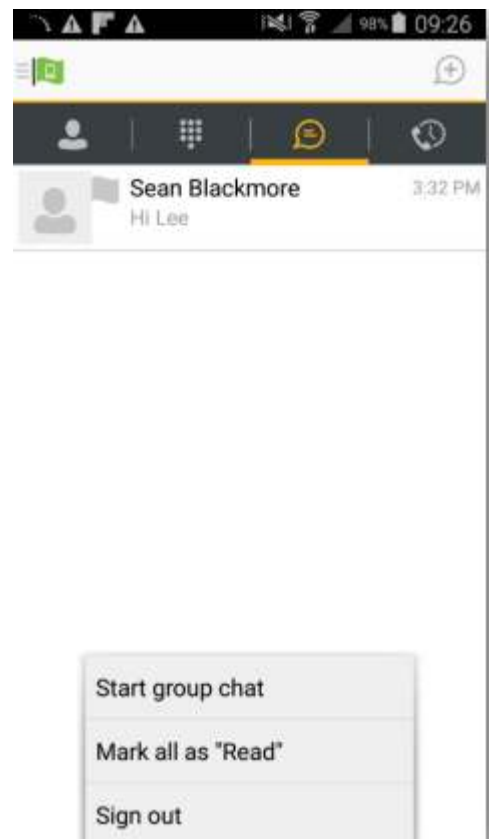 98% 09:26
Sean Blackmore 3:32 PM
Hi Lee
Start group chat
Mark all as "Read"
Sign out